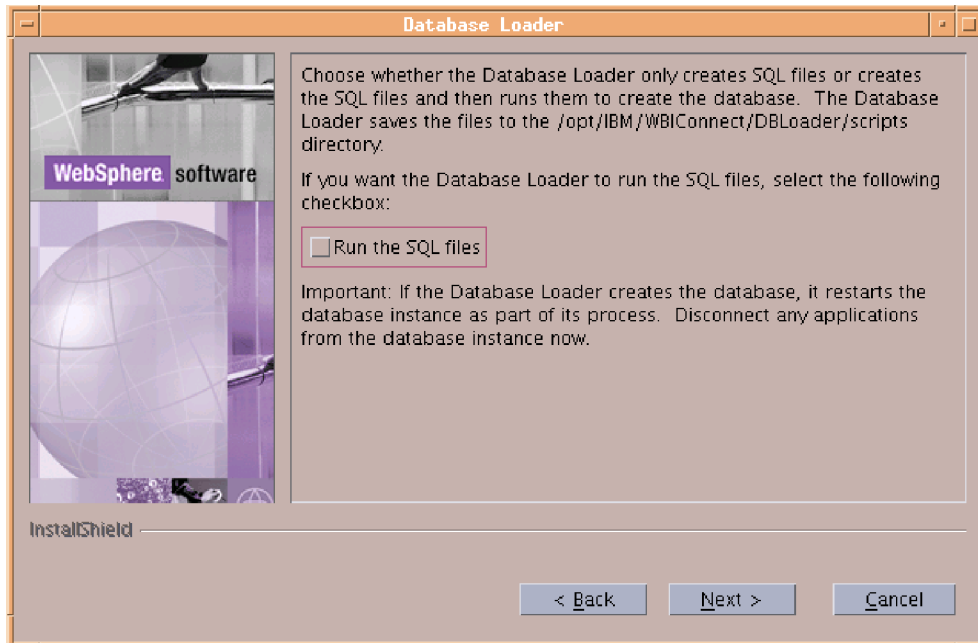 Database Loader
Choose whether the Database Loader only creates SQL files or creates
the SQL files and then runs them to create the database. The Database
Loader saves the files to the /opt/IBM/WBIConnect/DBLoader/scripts
directory.
If you want the Database Loader to run the SQL files, select the following
checkbox:
WebSphere software
Run the SQL files
Important: If the Database Loader creates the database, it restarts the
database instance as part of its process. Disconnect any applications
from the database instance now.
InstallShield
< Back
Next >
Cancel